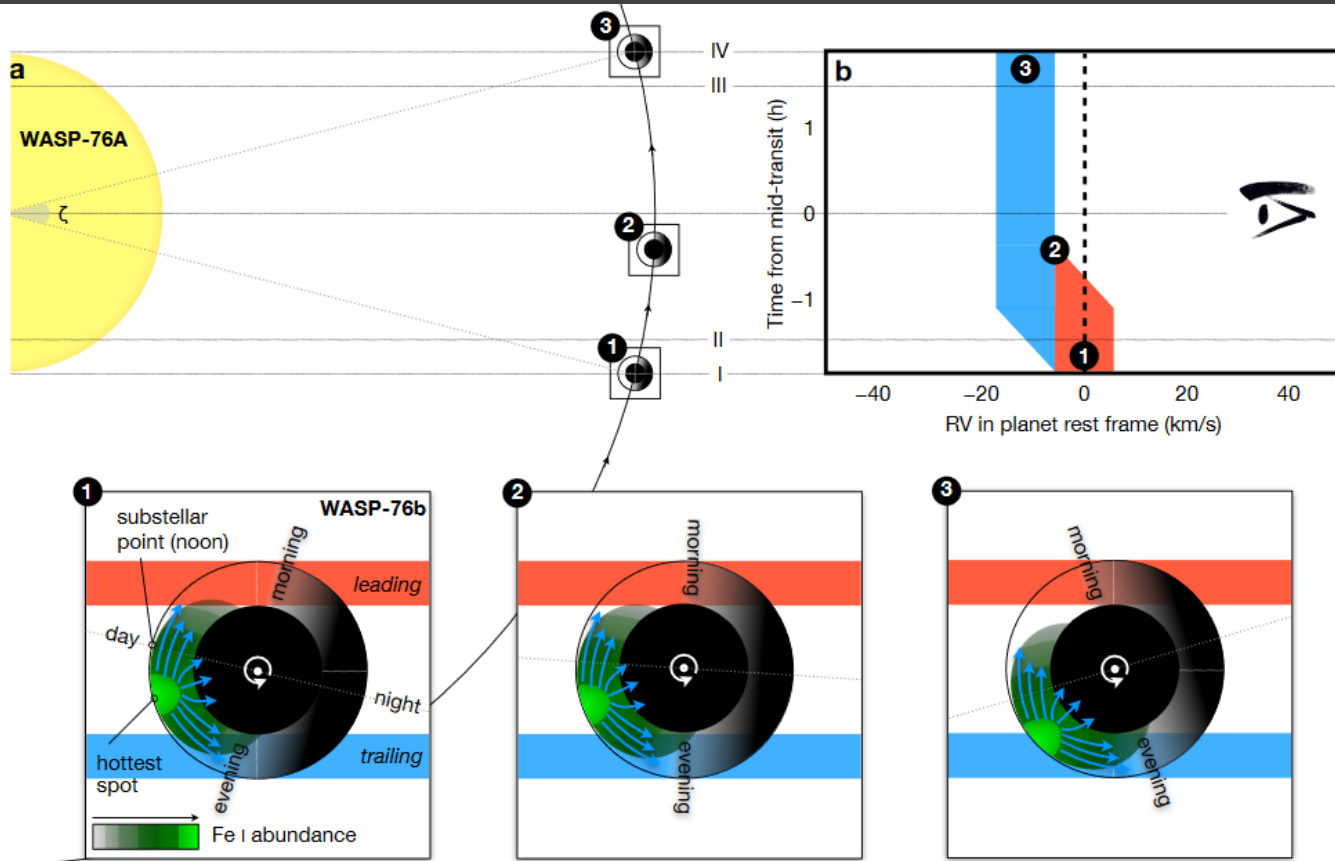 a
WASP-76A
ζ
3
2
1
IV
III
II
I
b
3
2
1
Time from mid-transit (h)
1
0
−1
−40
−20
0
20
40
RV in planet rest frame (km/s)
1
WASP-76b
substellar
point (noon)
morning
leading
day
night
hottest
spot
evening
trailing
Fe I abundance
2
morning
evening
3
morning
evening